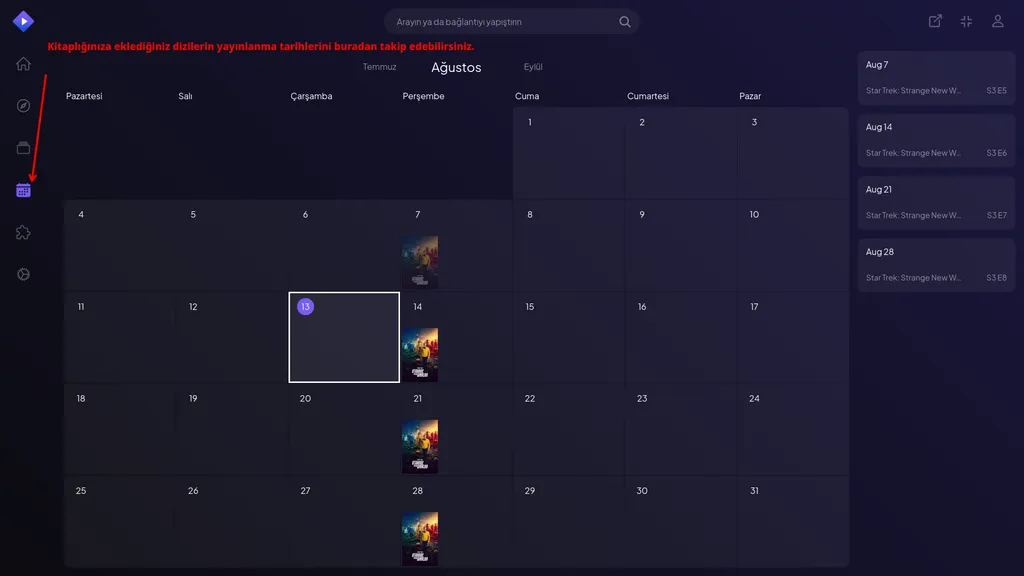 Arayın ya da bağlantıyı yapıştırın
Kitaplığınıza eklediğiniz dizilerin yayınlanma tarihlerini buradan takip edebilirsiniz.
Temmuz Ağustos Eylül
Pazartesi Salı Çarşamba Perşembe Cuma Cumartesi Pazar
1 2 3
4 5 6 7 8 9 10
11 12 13 14 15 16 17
18 19 20 21 22 23 24
25 26 27 28 29 30 31
Aug 7
Star Trek: Strange New W... S3 E5
Aug 14
Star Trek: Strange New W... S3 E6
Aug 21
Star Trek: Strange New W... S3 E7
Aug 28
Star Trek: Strange New W... S3 E8